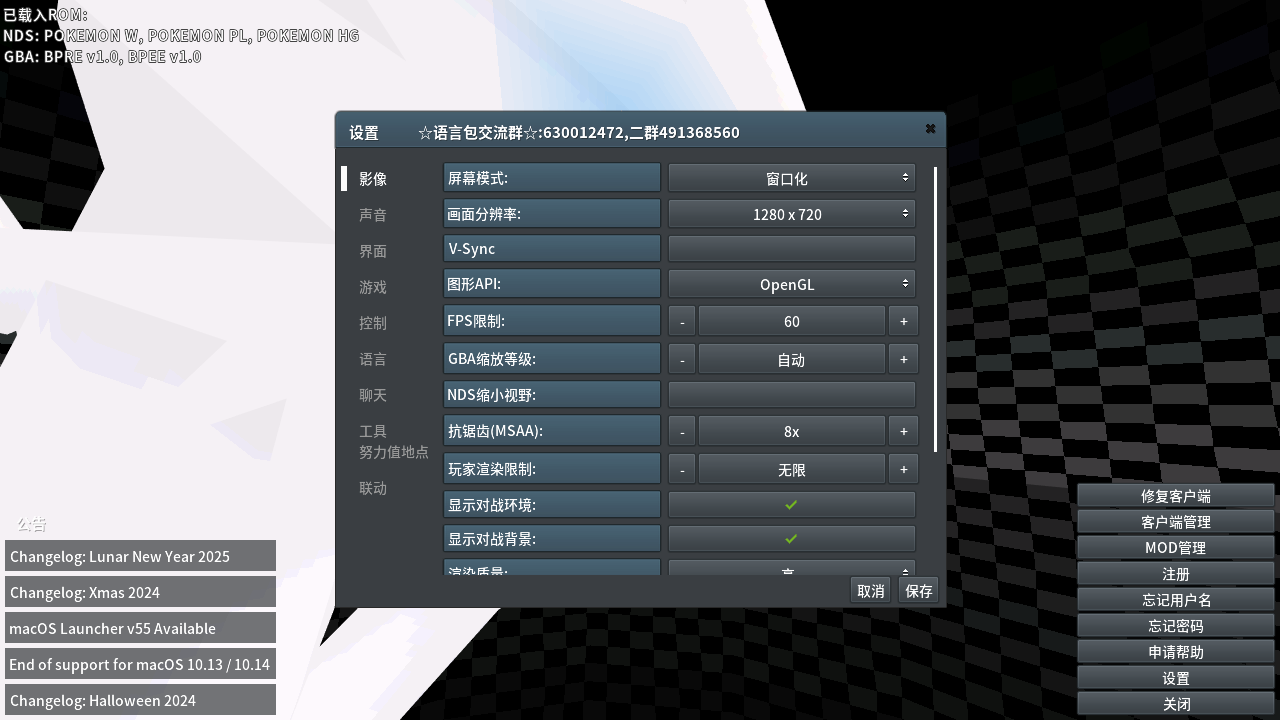 已载入ROM:
NDS: POKEMON W, POKEMON PL, POKEMON HG
GBA: BPRE v1.0, BPEE v1.0
设置 ☆语言包交流群☆:630012472,二群491368560
影像
声音
界面
游戏
控制
语言
聊天
工具
努力值地点
联动
屏幕模式: 窗口化
画面分辨率: 1280 x 720
V-Sync
图形API: OpenGL
FPS限制: - 60 +
GBA缩放等级: - 自动 +
NDS缩小视野:
抗锯齿(MSAA): - 8x +
玩家渲染限制: - 无限 +
显示对战环境:
显示对战背景:
渲染质量: 高
取消 保存
公告
Changelog: Lunar New Year 2025
Changelog: Xmas 2024
macOS Launcher v55 Available
End of support for macOS 10.13 / 10.14
Changelog: Halloween 2024
修复客户端
客户端管理
MOD管理
注册
忘记用户名
忘记密码
申请帮助
设置
关闭